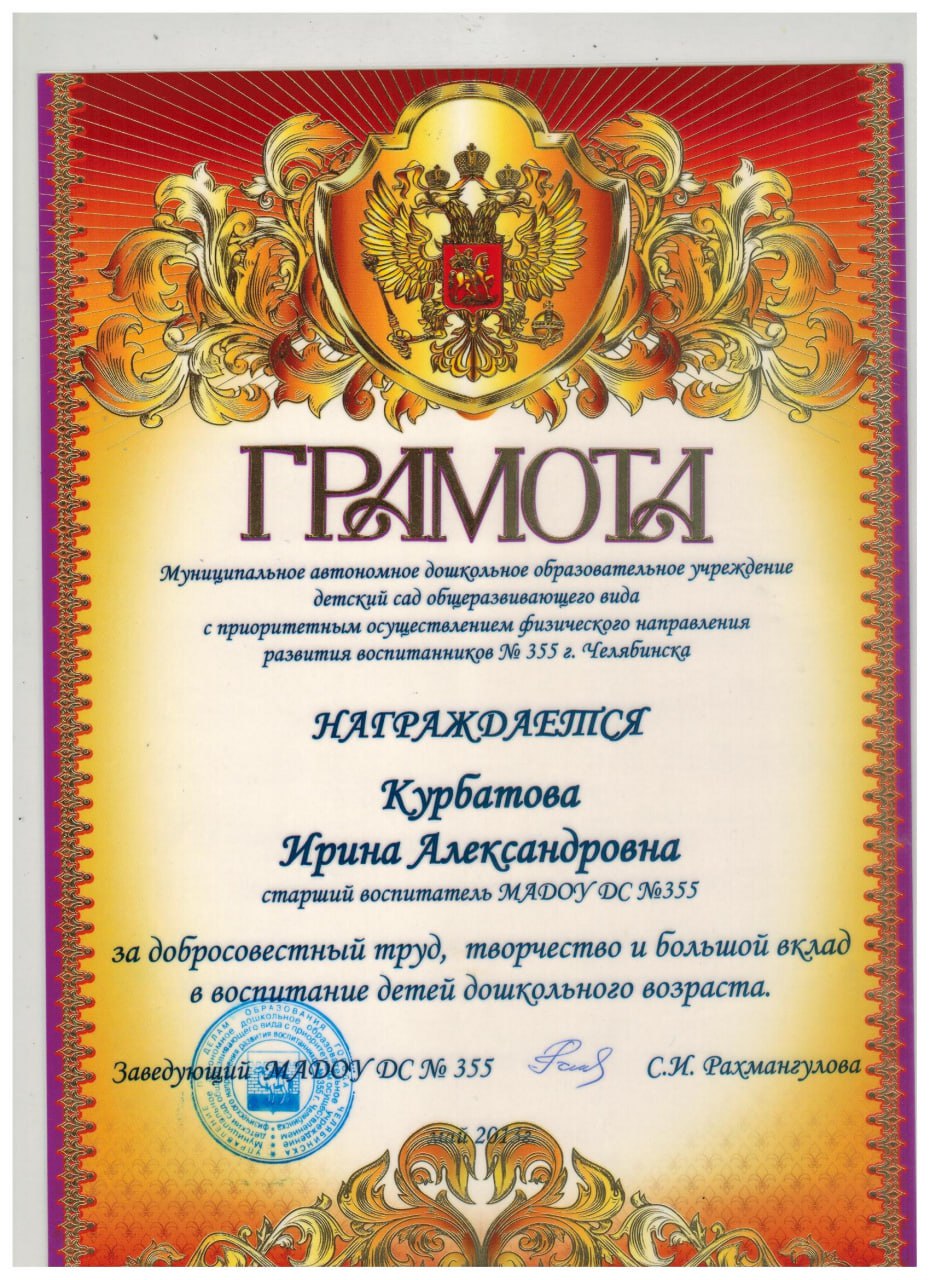 ГРАМОТА
Муниципальное автономное дошкольное образовательное учреждение
детский сад общеразвивающего вида
с приоритетным осуществлением физического направления
развития воспитанников № 355 г. Челябинска
НАГРАЖДАЕТСЯ
Курбатова
Ирина Александровна
старший воспитатель МАДОУ ДС №355
за добросовестный труд, творчество и большой вклад
в воспитание детей дошкольного возраста.
Заведующий МАДОУ ДС № 355 С.И. Рахмангулова
май